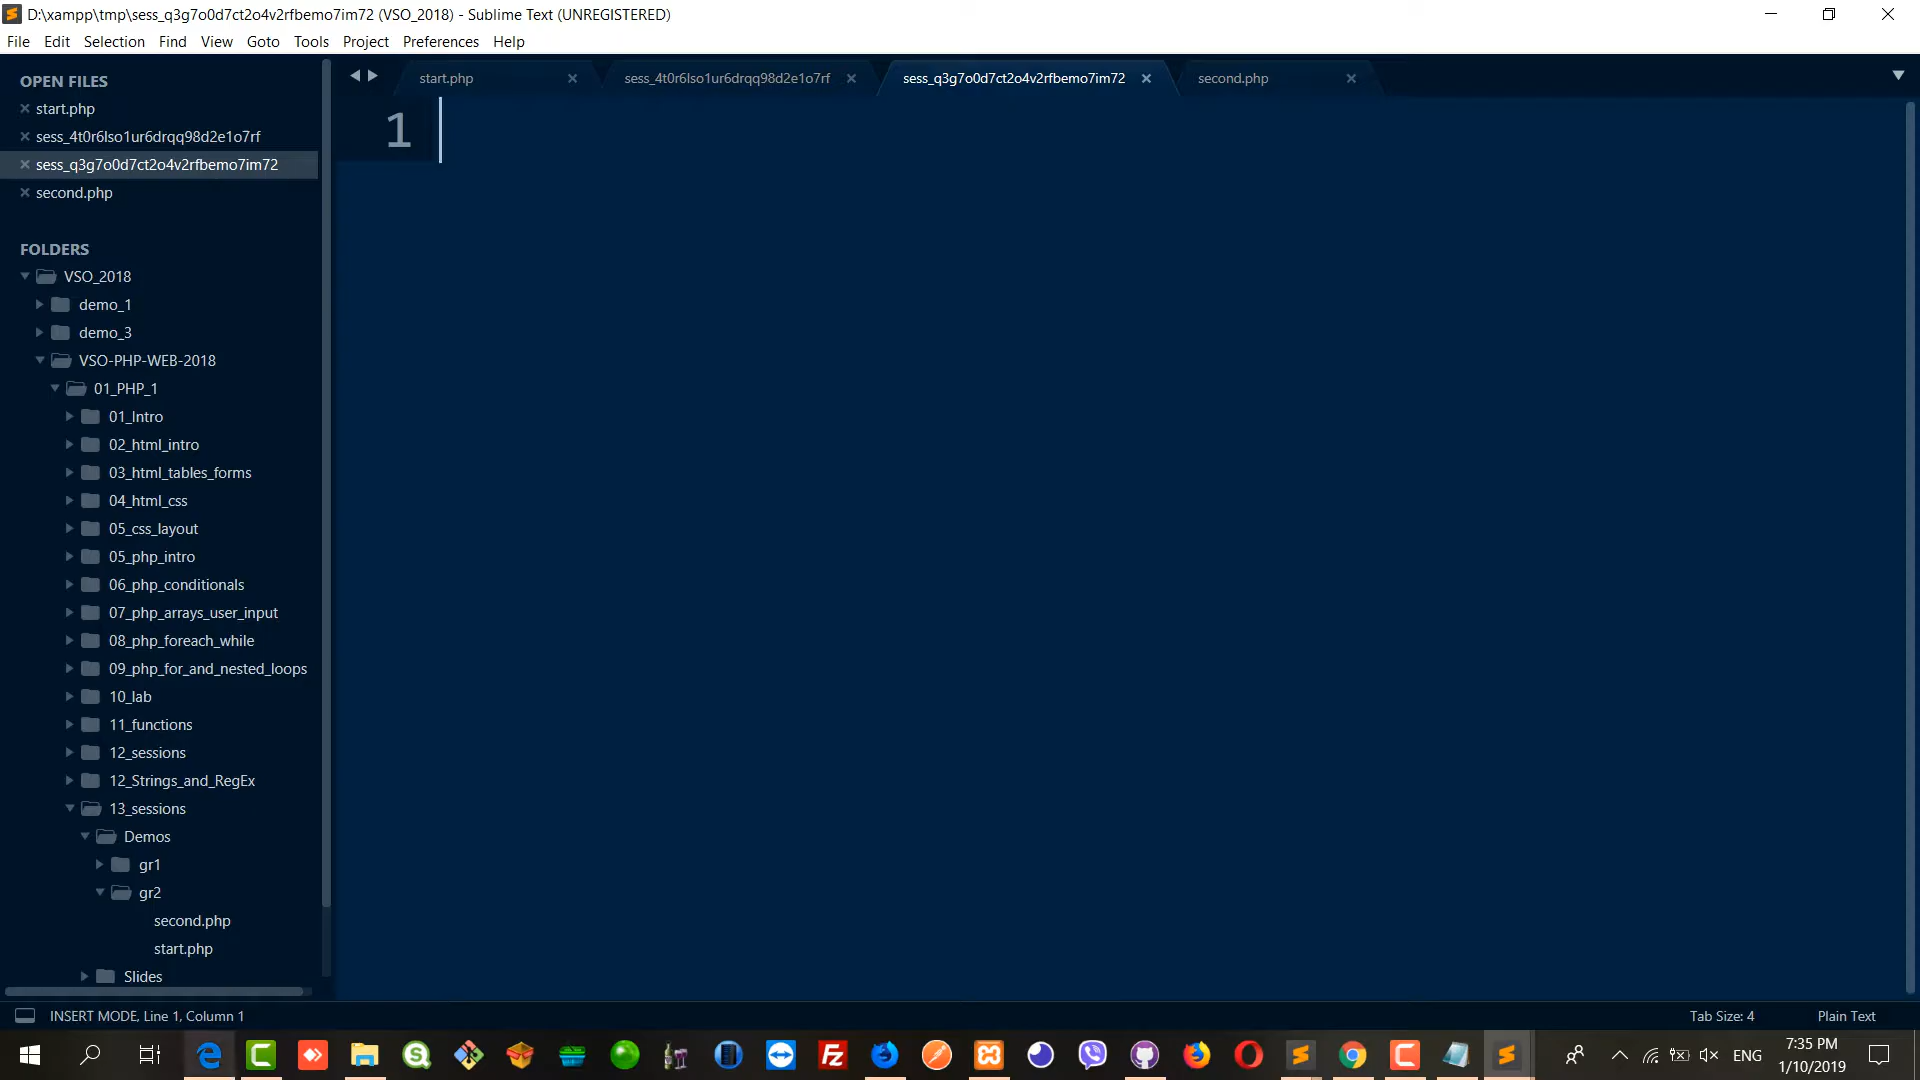 D:\xampp\tmp\sess_q3g7o0d7ct2o4v2rfbemo7im72 (VSO_2018) - Sublime Text (UNREGISTERED)
File Edit Selection Find View Goto Tools Project Preferences Help
OPEN FILES
start.php
sess_4t0r6lso1ur6drqq98d2e1o7rf
sess_q3g7o0d7ct2o4v2rfbemo7im72
second.php
FOLDERS
VSO_2018
demo_1
demo_3
VSO-PHP-WEB-2018
01_PHP_1
01_Intro
02_html_intro
03_html_tables_forms
04_html_css
05_css_layout
05_php_intro
06_php_conditionals
07_php_arrays_user_input
08_php_foreach_while
09_php_for_and_nested_loops
10_lab
11_functions
12_sessions
12_Strings_and_RegEx
13_sessions
Demos
gr1
gr2
second.php
start.php
Slides
start.php sess_4t0r6lso1ur6drqq98d2e1o7rf sess_q3g7o0d7ct2o4v2rfbemo7im72 second.php
1
INSERT MODE, Line 1, Column 1 Tab Size: 4 Plain Text
ENG
7:35 PM
1/10/2019